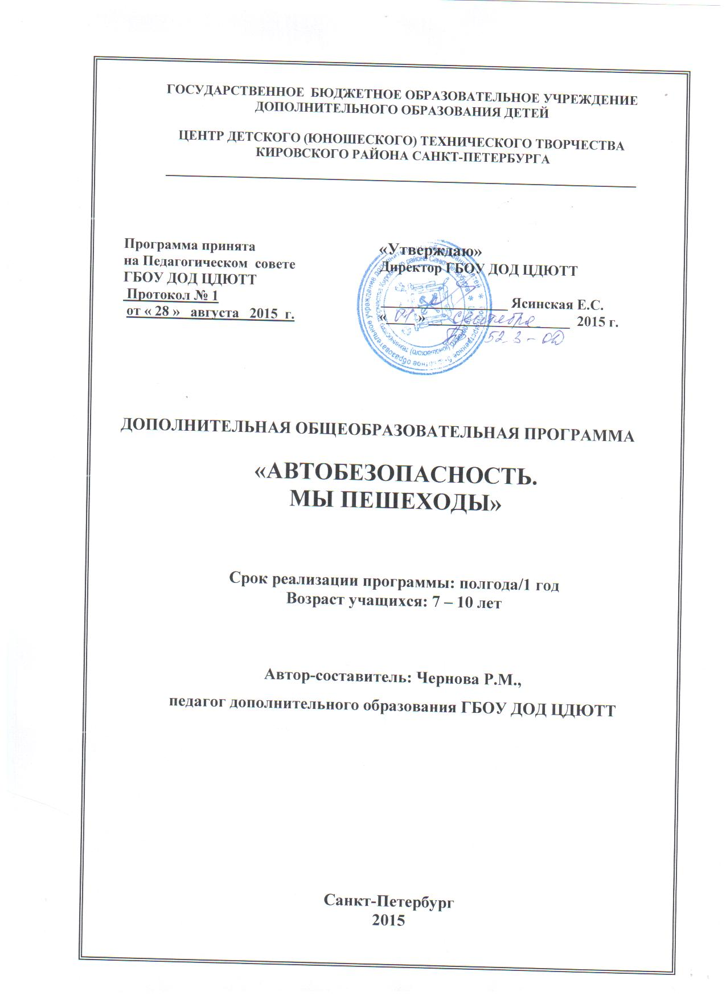 ГОСУДАРСТВЕННОЕ БЮДЖЕТНОЕ ОБРАЗОВАТЕЛЬНОЕ УЧРЕЖДЕНИЕ
ДОПОЛНИТЕЛЬНОГО ОБРАЗОВАНИЯ ДЕТЕЙ
ЦЕНТР ДЕТСКОГО (ЮНОШЕСКОГО) ТЕХНИЧЕСКОГО ТВОРЧЕСТВА
КИРОВСКОГО РАЙОНА САНКТ-ПЕТЕРБУРГА
Программа принята
на Педагогическом совете
ГБОУ ДОД ЦДЮТТ
Протокол № 1
от « 28 » августа 2015 г.
«Утверждаю»
Директор ГБОУ ДОД ЦДЮТТ
Ясинская Е.С.
« 01 » сентября 2015 г.
52.3-ОД
ДОПОЛНИТЕЛЬНАЯ ОБЩЕОБРАЗОВАТЕЛЬНАЯ ПРОГРАММА
«АВТОБЕЗОПАСНОСТЬ.
МЫ ПЕШЕХОДЫ»
Срок реализации программы: полгода/1 год
Возраст учащихся: 7 – 10 лет
Автор-составитель: Чернова Р.М.,
педагог дополнительного образования ГБОУ ДОД ЦДЮТТ
Санкт-Петербург
2015